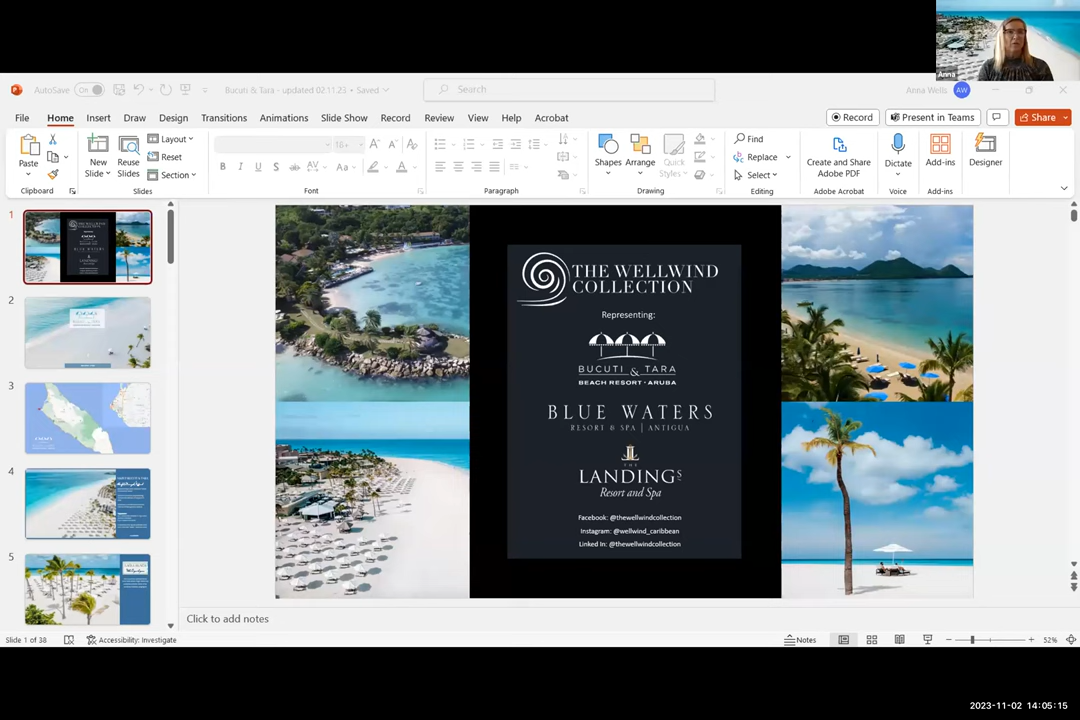 Anna
AutoSave
On
Bucuti & Tara - updated 02.11.23 • Saved
Search
Anna Wells
AW
File
Home
Insert
Draw
Design
Transitions
Animations
Slide Show
Record
Review
View
Help
Acrobat
Record
Present in Teams
Share
Paste
New
Slides
Reuse
Slides
Layout
Reset
Section
18
B I U S ab AV Aa A
Shapes
Arrange
Quick
Styles
Find
Replace
Select
Create and Share
Adobe PDF
Dictate
Add-ins
Designer
Clipboard
Slides
Font
Paragraph
Drawing
Editing
Adobe Acrobat
Voice
Add-ins
1
2
3
4
5
THE WELLWIND
COLLECTION
Representing:
BUCUTI & TARA
BEACH RESORT • ARUBA
BLUE WATERS
RESORT & SPA | ANTIGUA
THE
LANDINGS
Resort and Spa
Facebook: @thewellwindcollection
Instagram: @wellwind_caribbean
Linked In: @thewellwindcollection
Click to add notes
Slide 1 of 38
Accessibility: Investigate
Notes
52%
2023-11-02 14:05:15